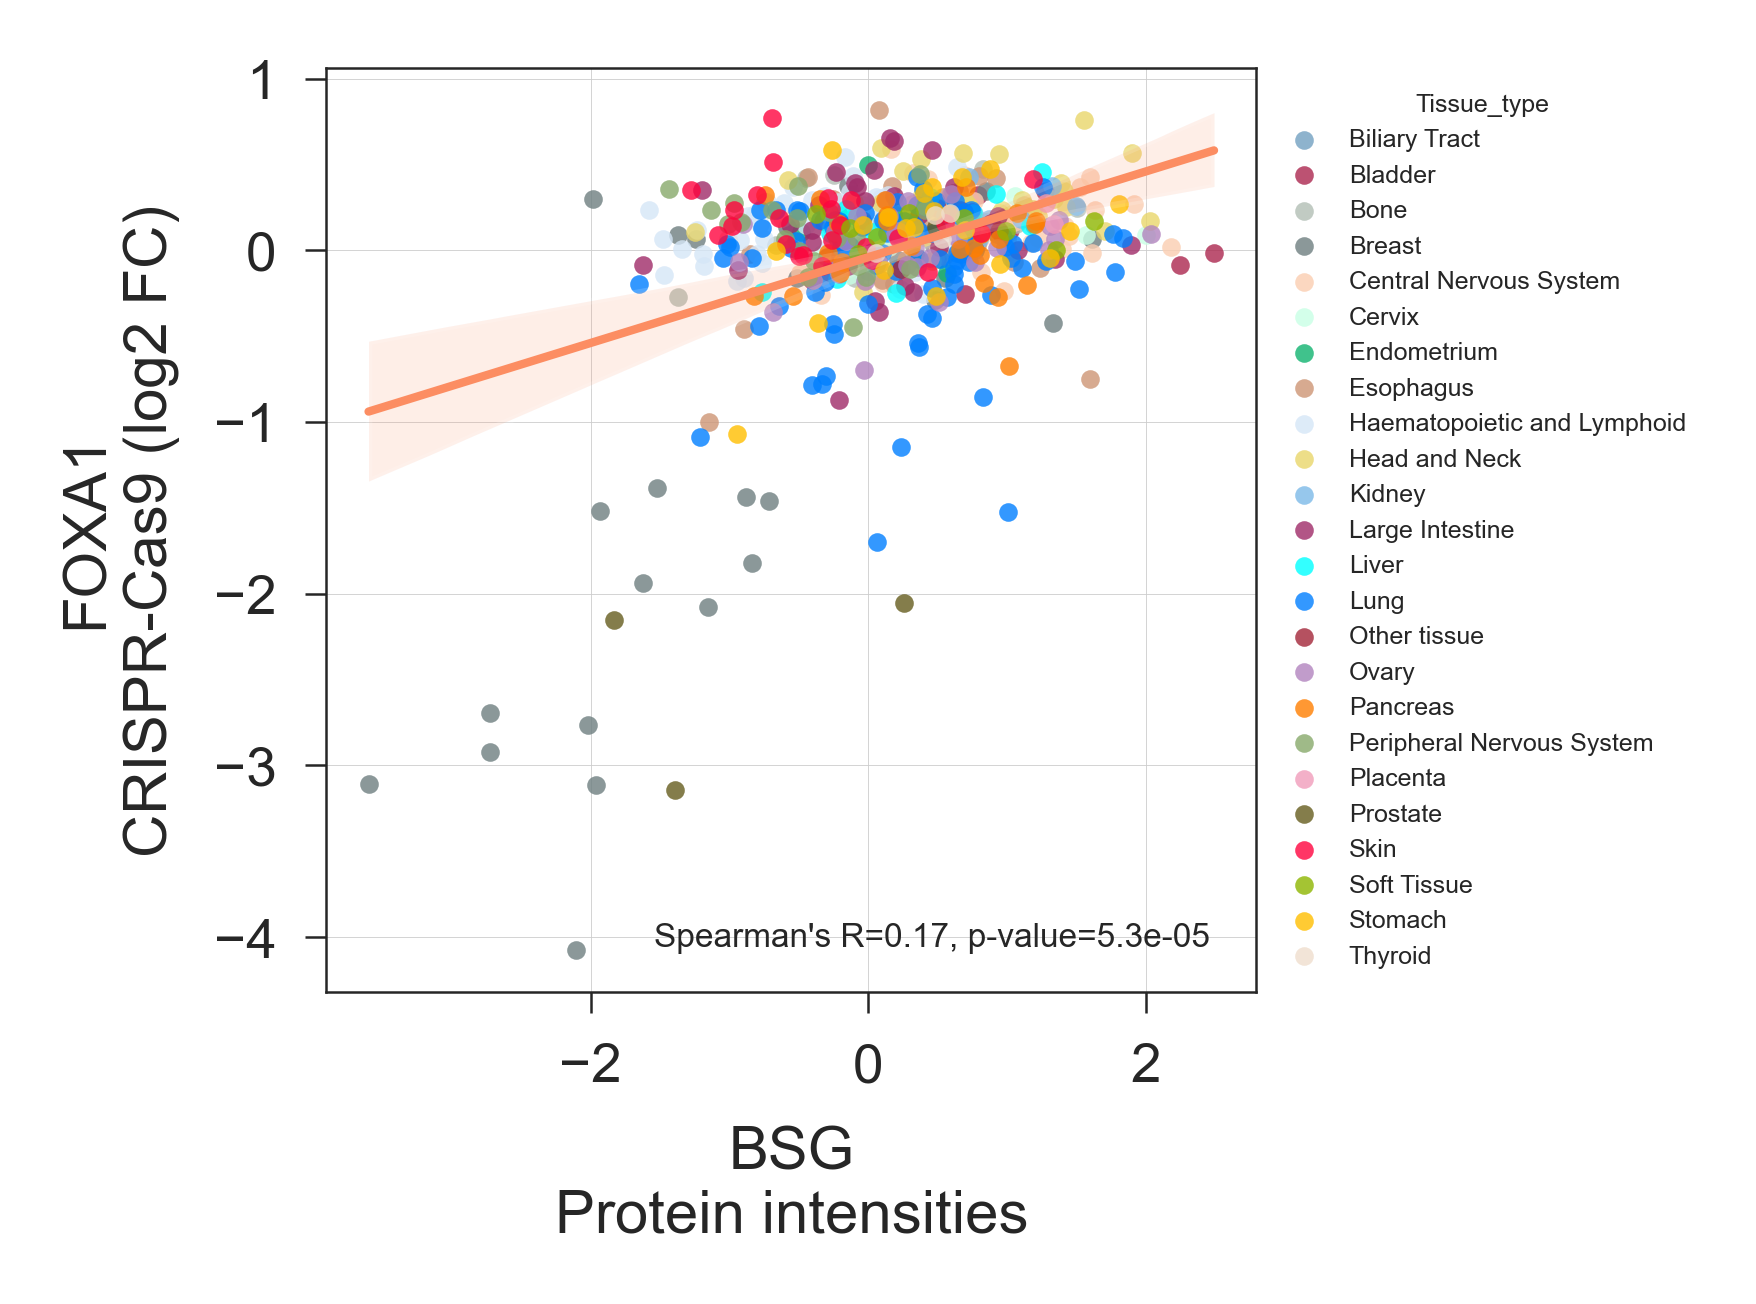 FOXA1
CRISPR-Cas9 (log2 FC)
1
0
−1
−2
−3
−4
Spearman's R=0.17, p-value=5.3e-05
−2
0
2
BSG
Protein intensities
Tissue_type
Biliary Tract
Bladder
Bone
Breast
Central Nervous System
Cervix
Endometrium
Esophagus
Haematopoietic and Lymphoid
Head and Neck
Kidney
Large Intestine
Liver
Lung
Other tissue
Ovary
Pancreas
Peripheral Nervous System
Placenta
Prostate
Skin
Soft Tissue
Stomach
Thyroid